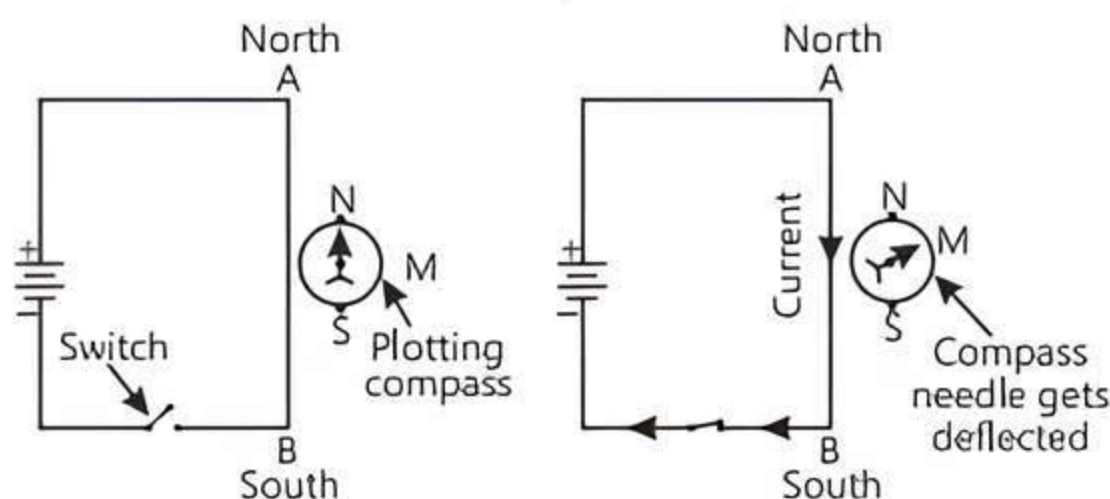 North
A
+
−
N
M
S
Plotting
compass
Switch
B
South
North
A
+
−
Current
N
M
S
Compass
needle gets
deflected
B
South